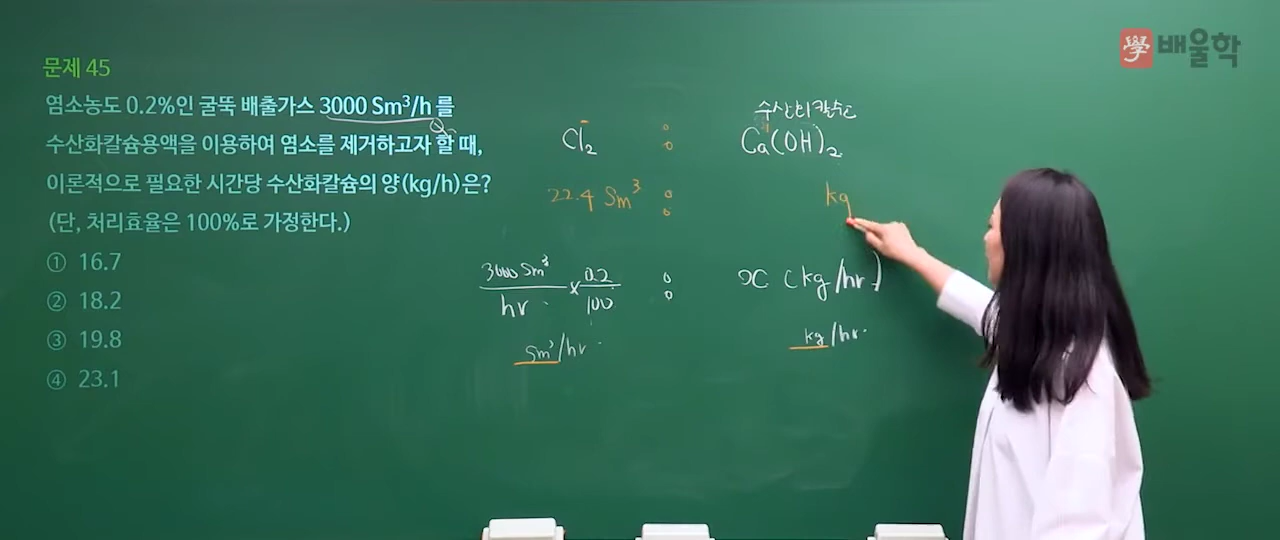 學배울학
문제 45
염소농도 0.2%인 굴뚝 배출가스 3000 Sm³/h 를
수산화칼슘용액을 이용하여 염소를 제거하고자 할 때,
이론적으로 필요한 시간당 수산화칼슘의 양(kg/h)은?
(단, 처리효율은 100%로 가정한다.)
① 16.7
② 18.2
③ 19.8
④ 23.1
수산화칼슘
Cl₂ : Ca(OH)₂
22.4 Sm³ : kg
3000 Sm³/hr × 0.2/100 : x (kg/hr)
Sm³/hr kg/hr